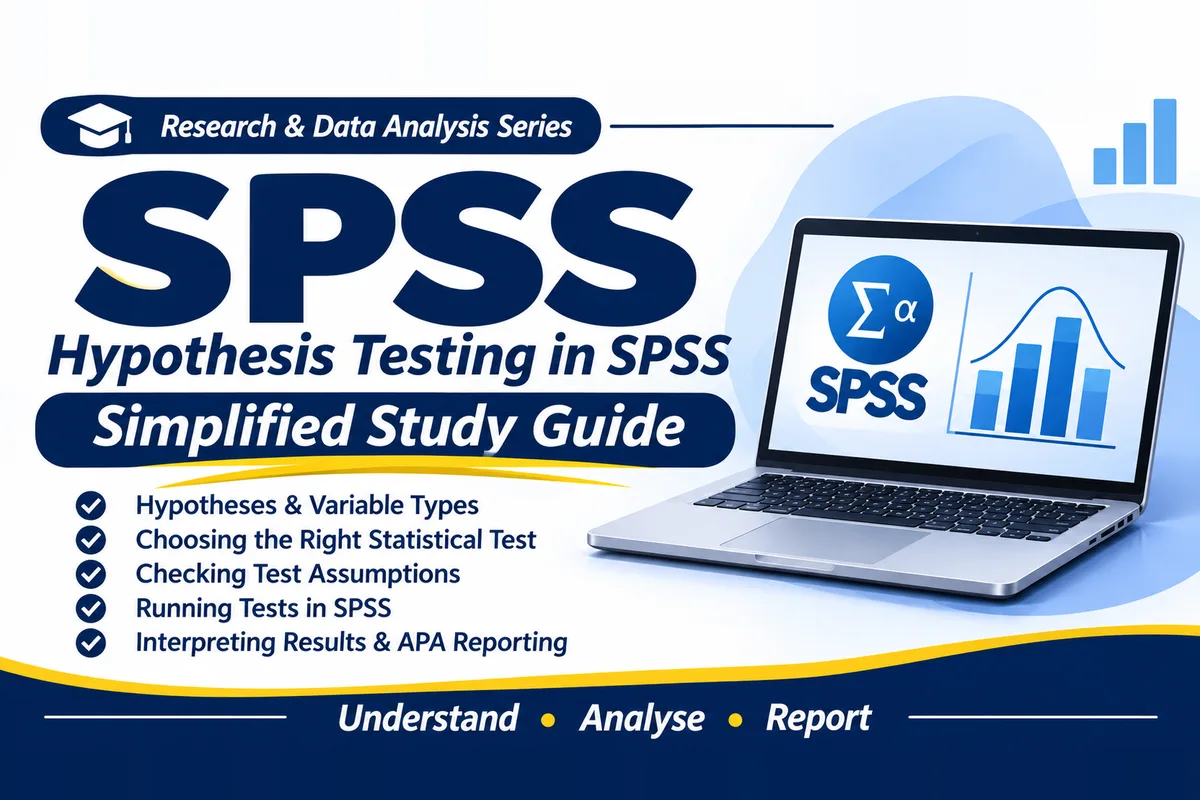 Research & Data Analysis Series
SPSS
Hypothesis Testing in SPSS
Simplified Study Guide
Hypotheses & Variable Types
Choosing the Right Statistical Test
Checking Test Assumptions
Running Tests in SPSS
Interpreting Results & APA Reporting
Σ α
SPSS
Understand • Analyse • Report